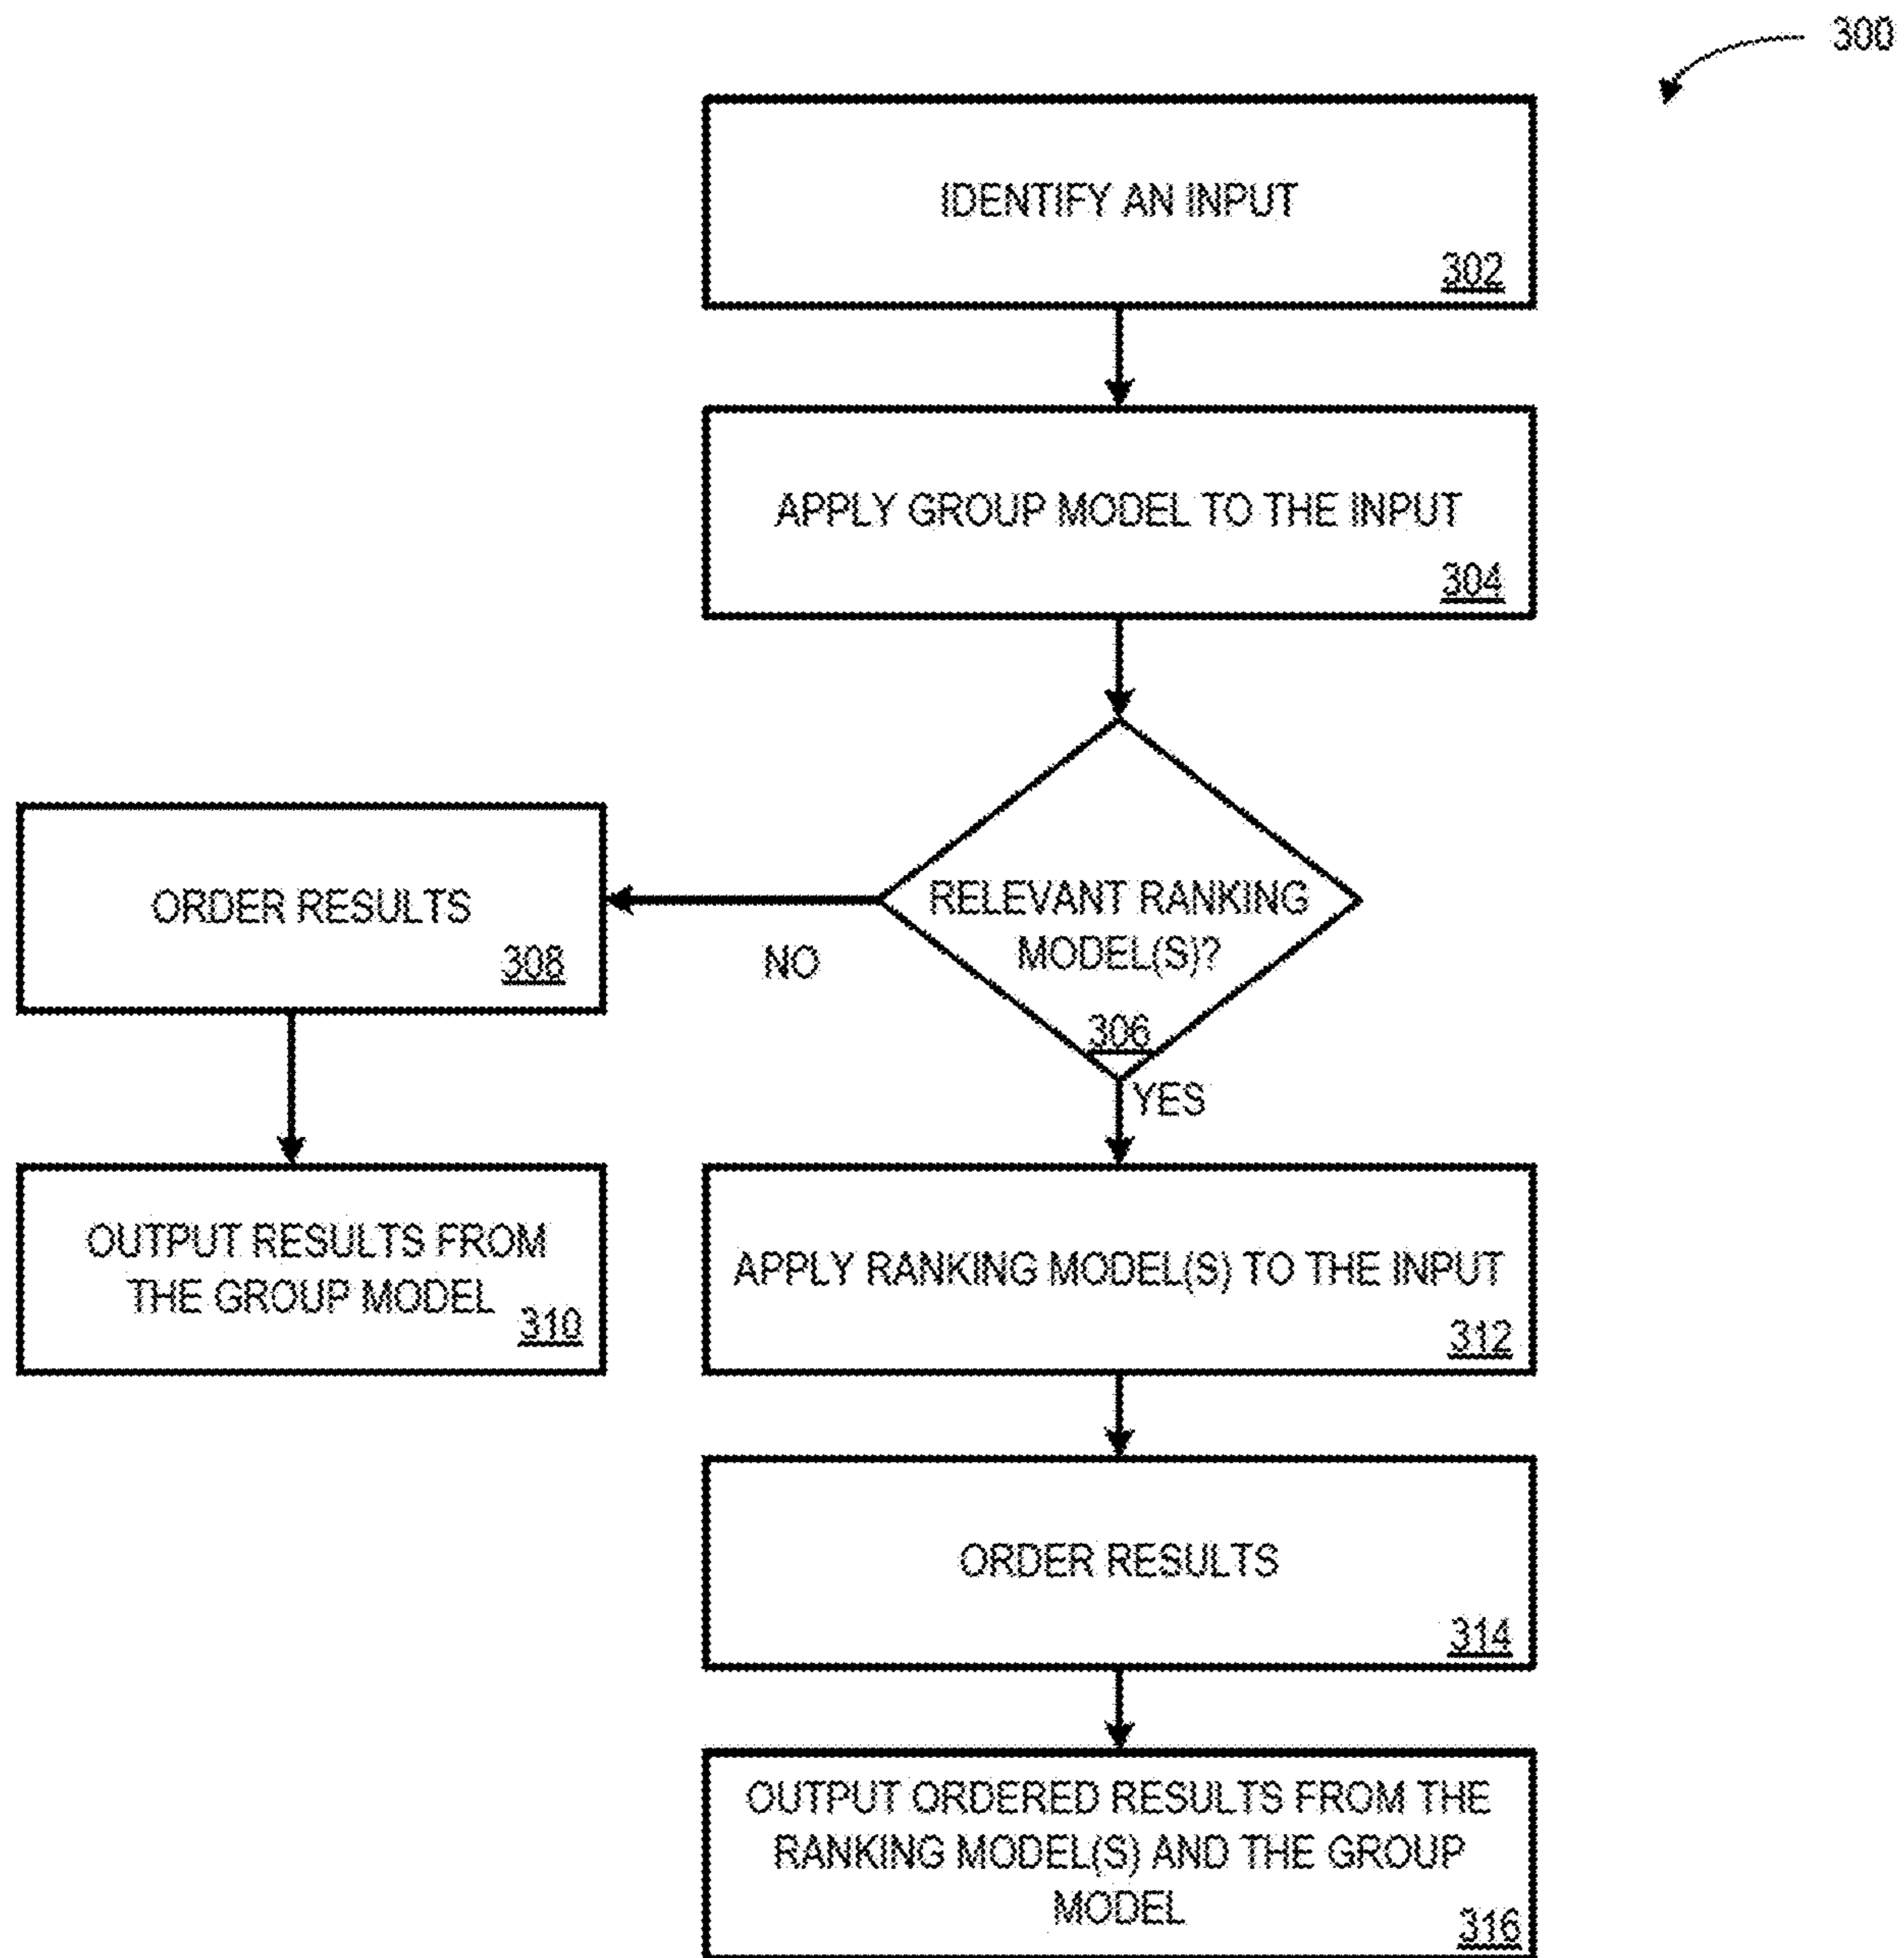 300
IDENTIFY AN INPUT
302
APPLY GROUP MODEL TO THE INPUT
304
RELEVANT RANKING
MODEL(S)?
306
NO
YES
ORDER RESULTS
308
OUTPUT RESULTS FROM
THE GROUP MODEL
310
APPLY RANKING MODEL(S) TO THE INPUT
312
ORDER RESULTS
314
OUTPUT ORDERED RESULTS FROM THE
RANKING MODEL(S) AND THE GROUP
MODEL
316